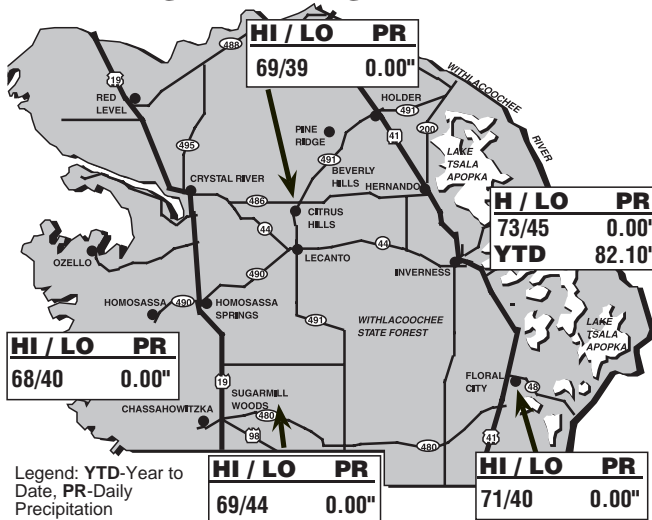 HI / LO PR
69/39 0.00"
488
19
RED
LEVEL
WITHLACOOCHEE
RIVER
HOLDER
491
41
200
PINE
RIDGE
495
491
LAKE
TSALA
APOPKA
BEVERLY
HILLS
CRYSTAL RIVER
HERNANDO
486
CITRUS
HILLS
H / LO PR
73/45 0.00"
YTD 82.10"
44
44
OZELLO
LECANTO
INVERNESS
490
HOMOSASSA
490
HOMOSASSA
SPRINGS
491
WITHLACOOCHEE
STATE FOREST
LAKE
TSALA
APOPKA
HI / LO PR
68/40 0.00"
19
FLORAL
CITY
48
SUGARMILL
WOODS
CHASSAHOWITZKA
480
98
480
41
Legend: YTD-Year to
Date, PR-Daily
Precipitation
HI / LO PR
69/44 0.00"
HI / LO PR
71/40 0.00"